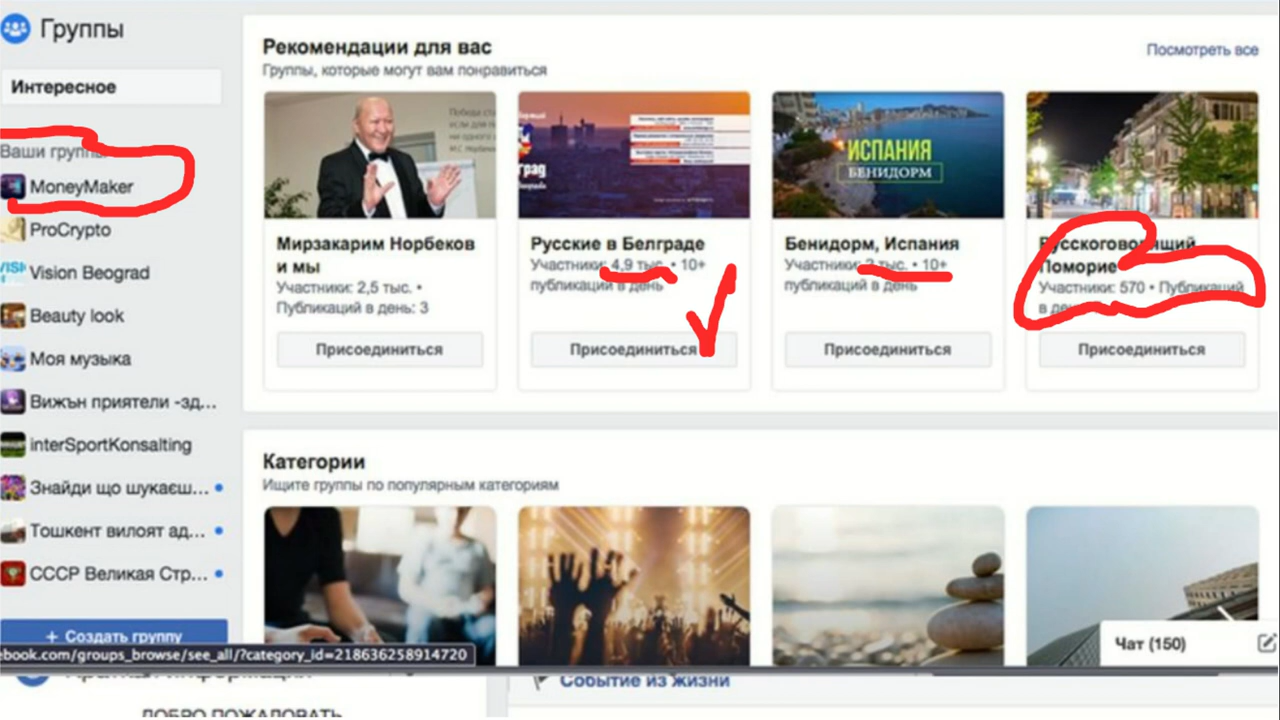 Группы
Интересное
Ваши группы
MoneyMaker
ProCrypto
Vision Beograd
Beauty look
Моя музыка
Вижън приятели -зд...
interSportKonsalting
Знайди що шукаєш...
Тошкент вилоят ад...
СССР Великая Стр...
+ Создать группу
ebook.com/groups_browse/see_all/?category_id=218636258914720
Рекомендации для вас
Посмотреть все
Группы, которые могут вам понравиться
Мирзакарим Норбеков
и мы
Участники: 2,5 тыс. •
Публикаций в день: 3
Присоединиться
Русские в Белграде
Участники: 4,9 тыс. • 10+
публикаций в день
Присоединиться
ИСПАНИЯ
БЕНИДОРМ
Бенидорм, Испания
Участники: тыс. • 10+
публикаций в день
Присоединиться
Русскоговорящий
Поморие
Участники: 570 • Публикаций
в
Присоединиться
Категории
Ищите группы по популярным категориям
Чат (150)
Событие из жизни
ДОБРО ПОЖАЛОВАТЬ